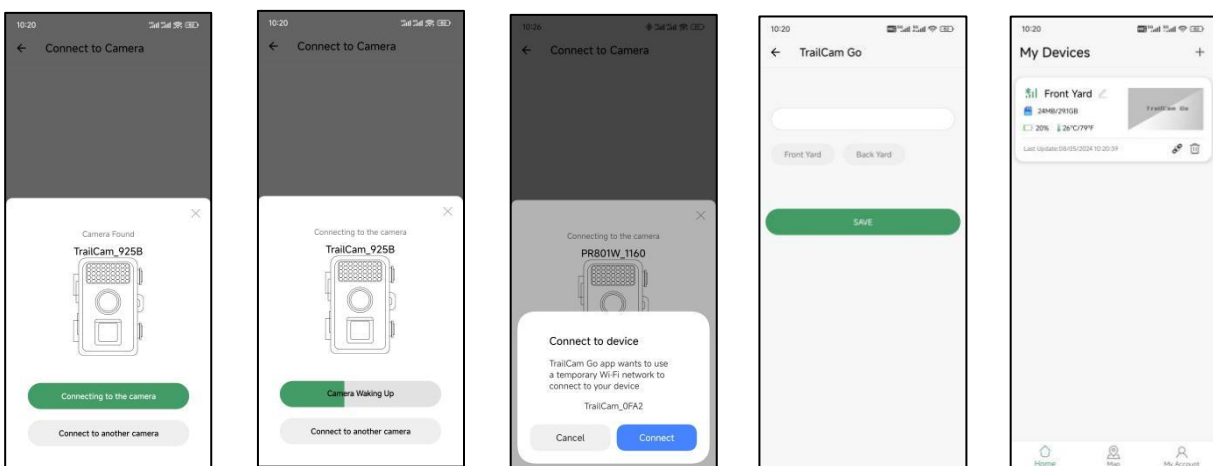 10:20
← Connect to Camera
Camera Found
TrailCam_925B
Connecting to the camera
Connect to another camera
10:20
← Connect to Camera
Connecting to the camera
TrailCam_925B
Camera Waking Up
Connect to another camera
10:26
← Connect to Camera
Connecting to the camera
PR801W_1160
Connect to device
TrailCam Go app wants to use
a temporary Wi-Fi network to
connect to your device
TrailCam_0FA2
Cancel Connect
10:20
← TrailCam Go
Front Yard Back Yard
SAVE
10:20
My Devices +
Front Yard
24MB/29.1GB
TrailCam Go
20% 26°C/79°F
Last Update:08/05/2024 10:20:39
Home Map My Account